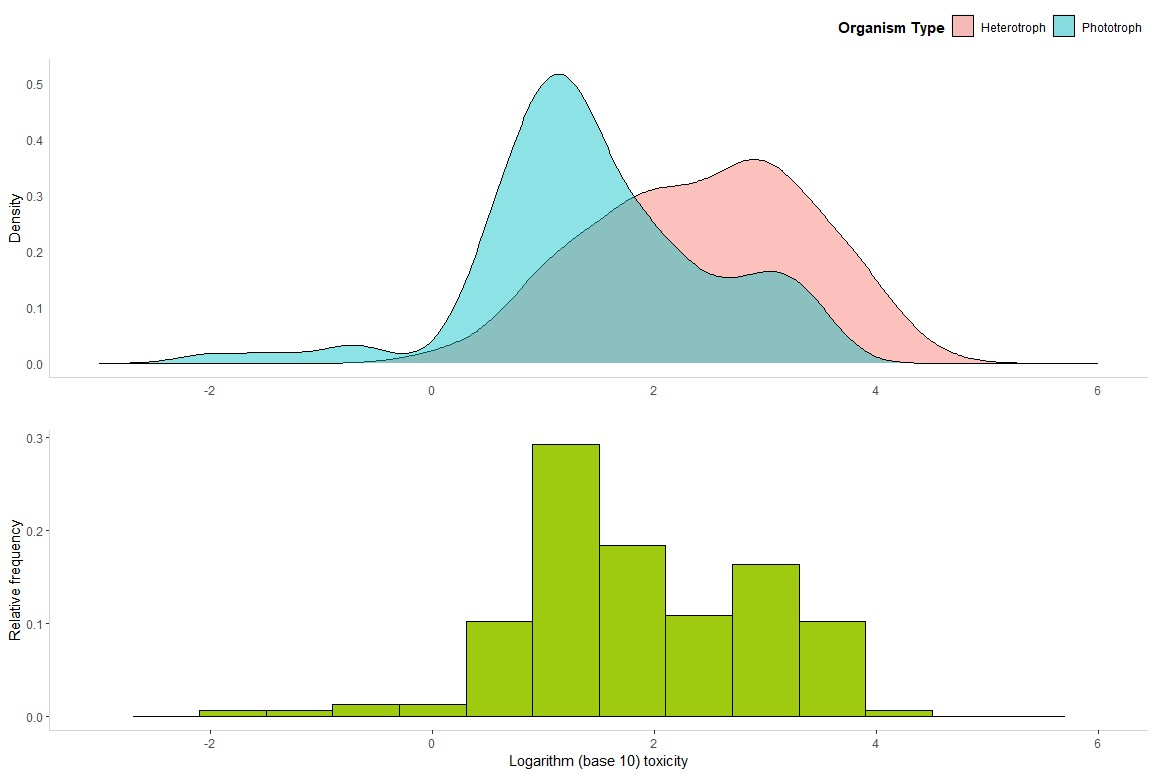 Organism Type Heterotroph Phototroph
Density
0.5
0.4
0.3
0.2
0.1
0.0
-2 0 2 4 6
Relative frequency
0.3
0.2
0.1
0.0
-2 0 2 4 6
Logarithm (base 10) toxicity